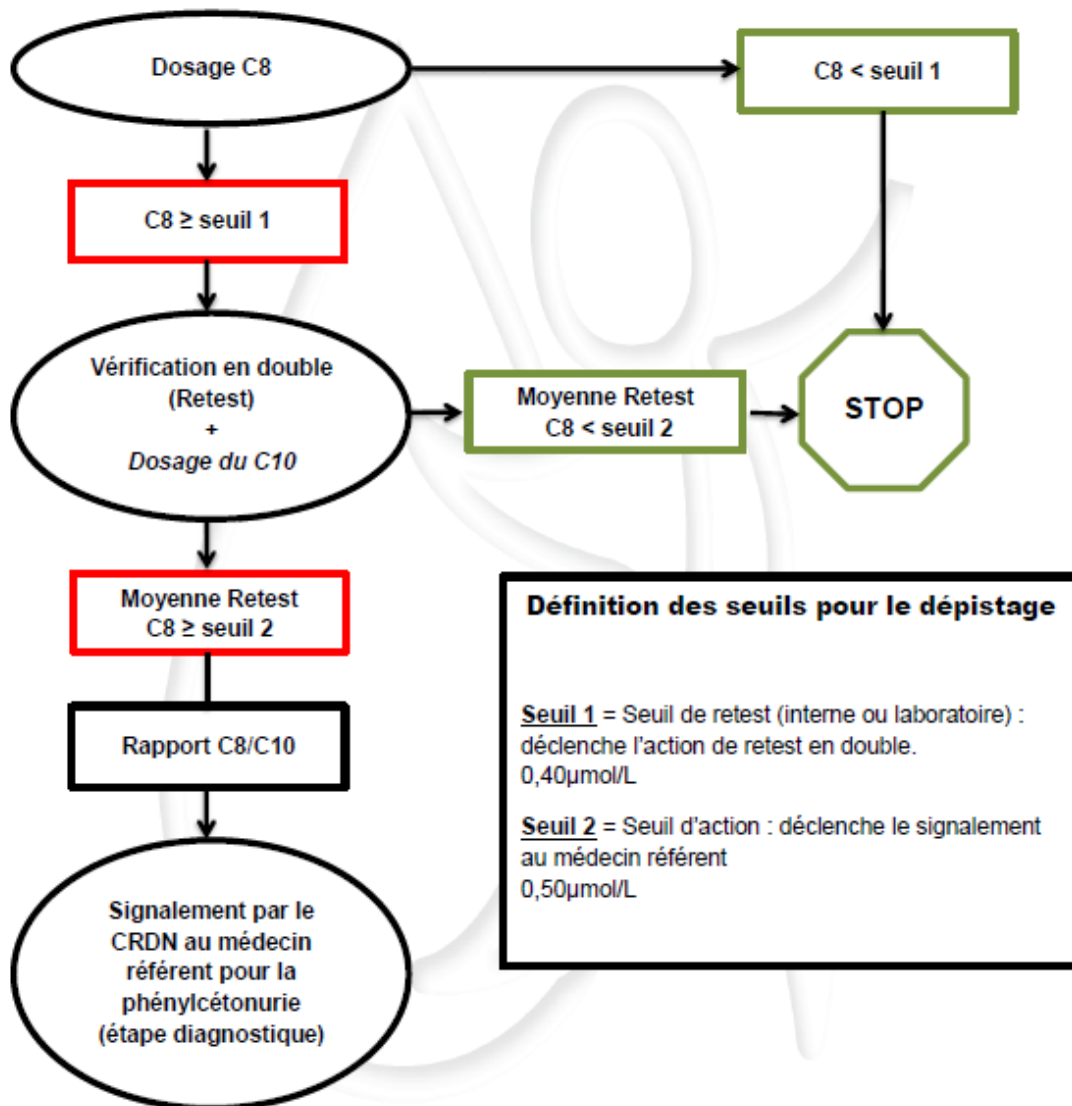 Dosage C8
C8 < seuil 1
C8 ≥ seuil 1
Vérification en double
(Retest)
+
Dosage du C10
Moyenne Retest
C8 < seuil 2
STOP
Moyenne Retest
C8 ≥ seuil 2
Rapport C8/C10
Signalement par le
CRDN au médecin
référent pour la
phénylcétonurie
(étape diagnostique)
Définition des seuils pour le dépistage
Seuil 1 = Seuil de retest (interne ou laboratoire) :
déclenche l'action de retest en double.
0,40µmol/L
Seuil 2 = Seuil d'action : déclenche le signalement
au médecin référent
0,50µmol/L